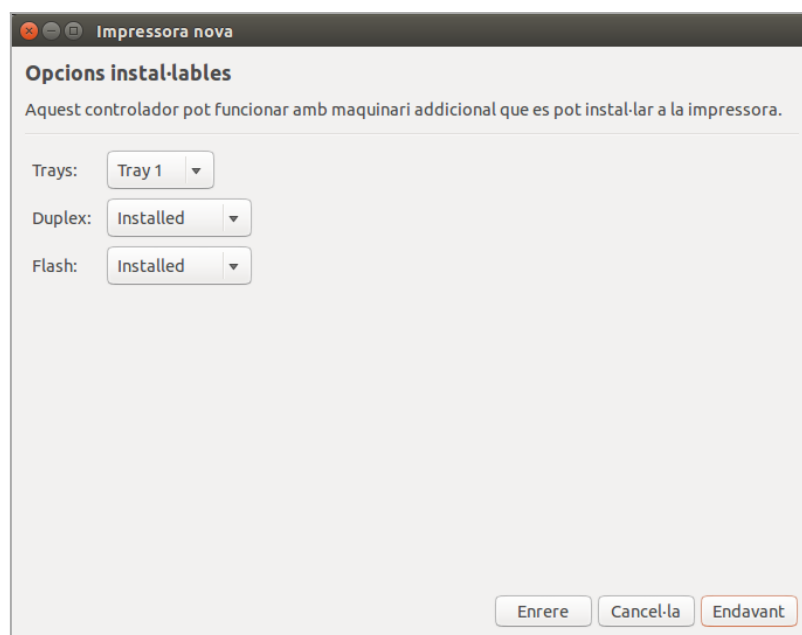 Impressora nova
Opcions instal·lables
Aquest controlador pot funcionar amb maquinari addicional que es pot instal·lar a la impressora.
Trays: Tray 1
Duplex: Installed
Flash: Installed
Enrere Cancel·la Endavant